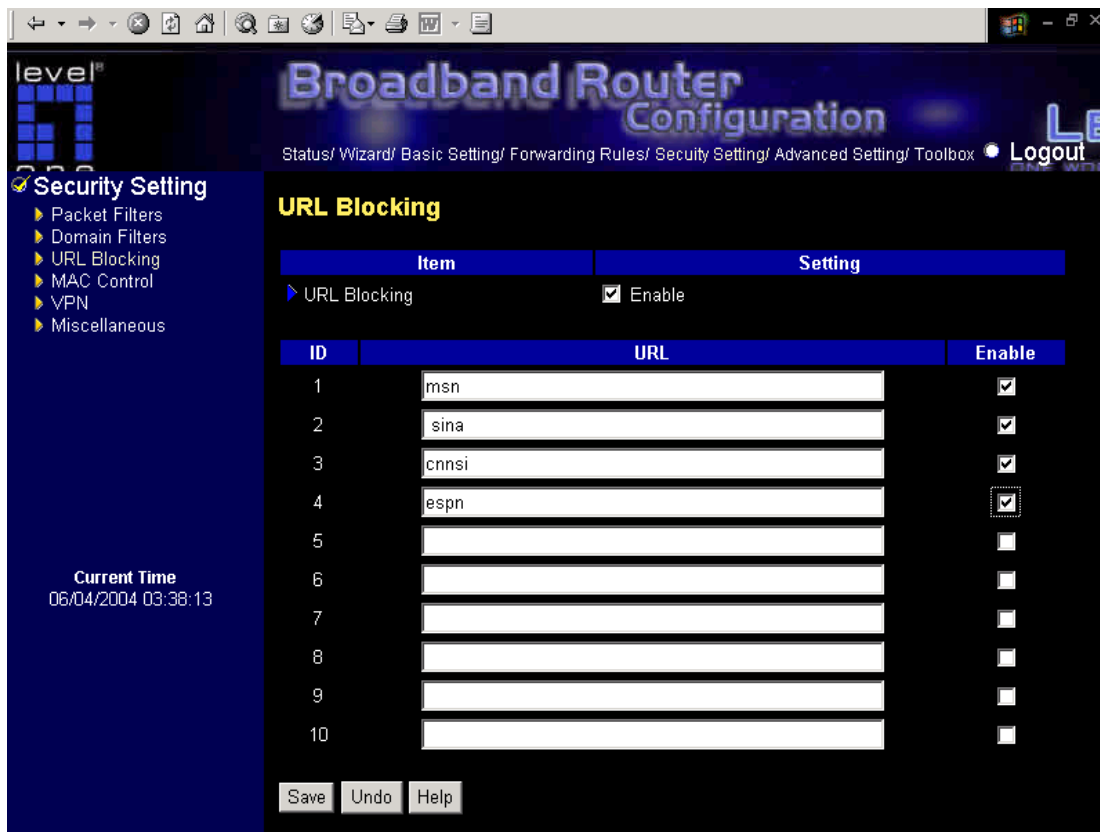 level®
one
Broadband Router
Configuration
Status/ Wizard/ Basic Setting/ Forwarding Rules/ Secuity Setting/ Advanced Setting/ Toolbox
Logout
Security Setting
Packet Filters
Domain Filters
URL Blocking
MAC Control
VPN
Miscellaneous
Current Time
06/04/2004 03:38:13
URL Blocking
Item Setting
URL Blocking Enable
ID URL Enable
1 msn
2 sina
3 cnnsi
4 espn
5
6
7
8
9
10
Save Undo Help